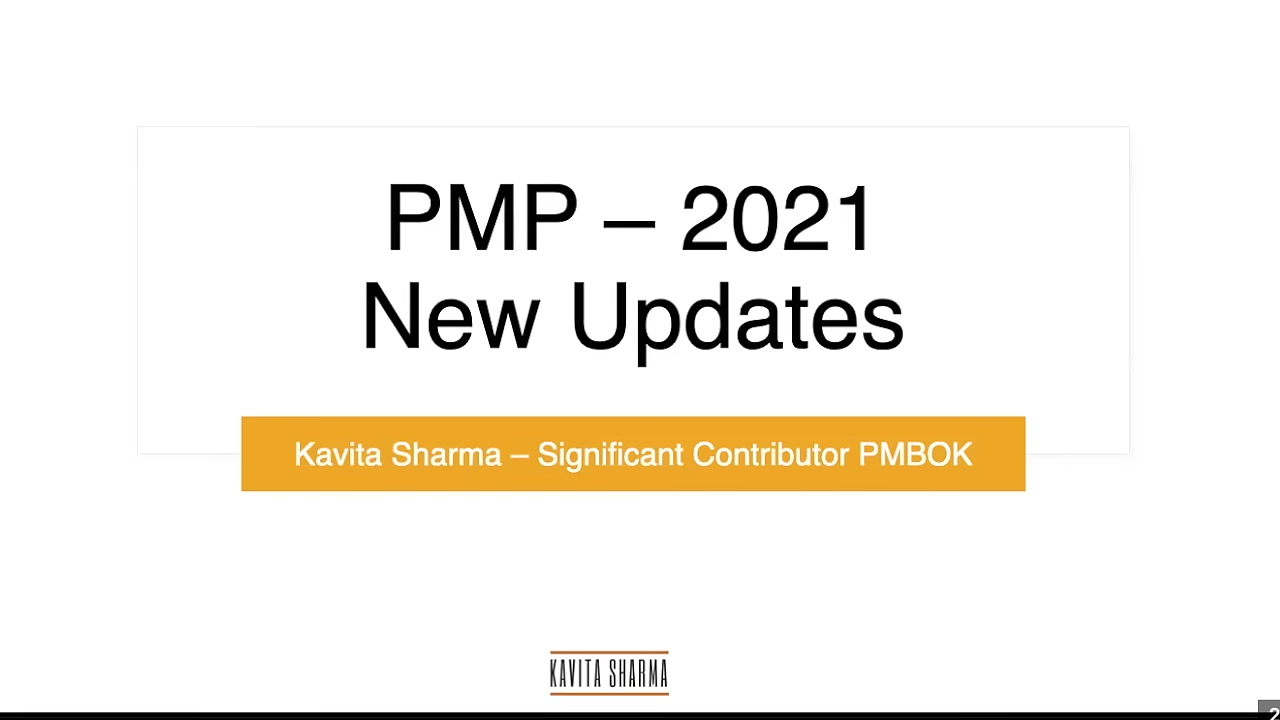 PMP – 2021
New Updates
Kavita Sharma – Significant Contributor PMBOK
KAVITA SHARMA